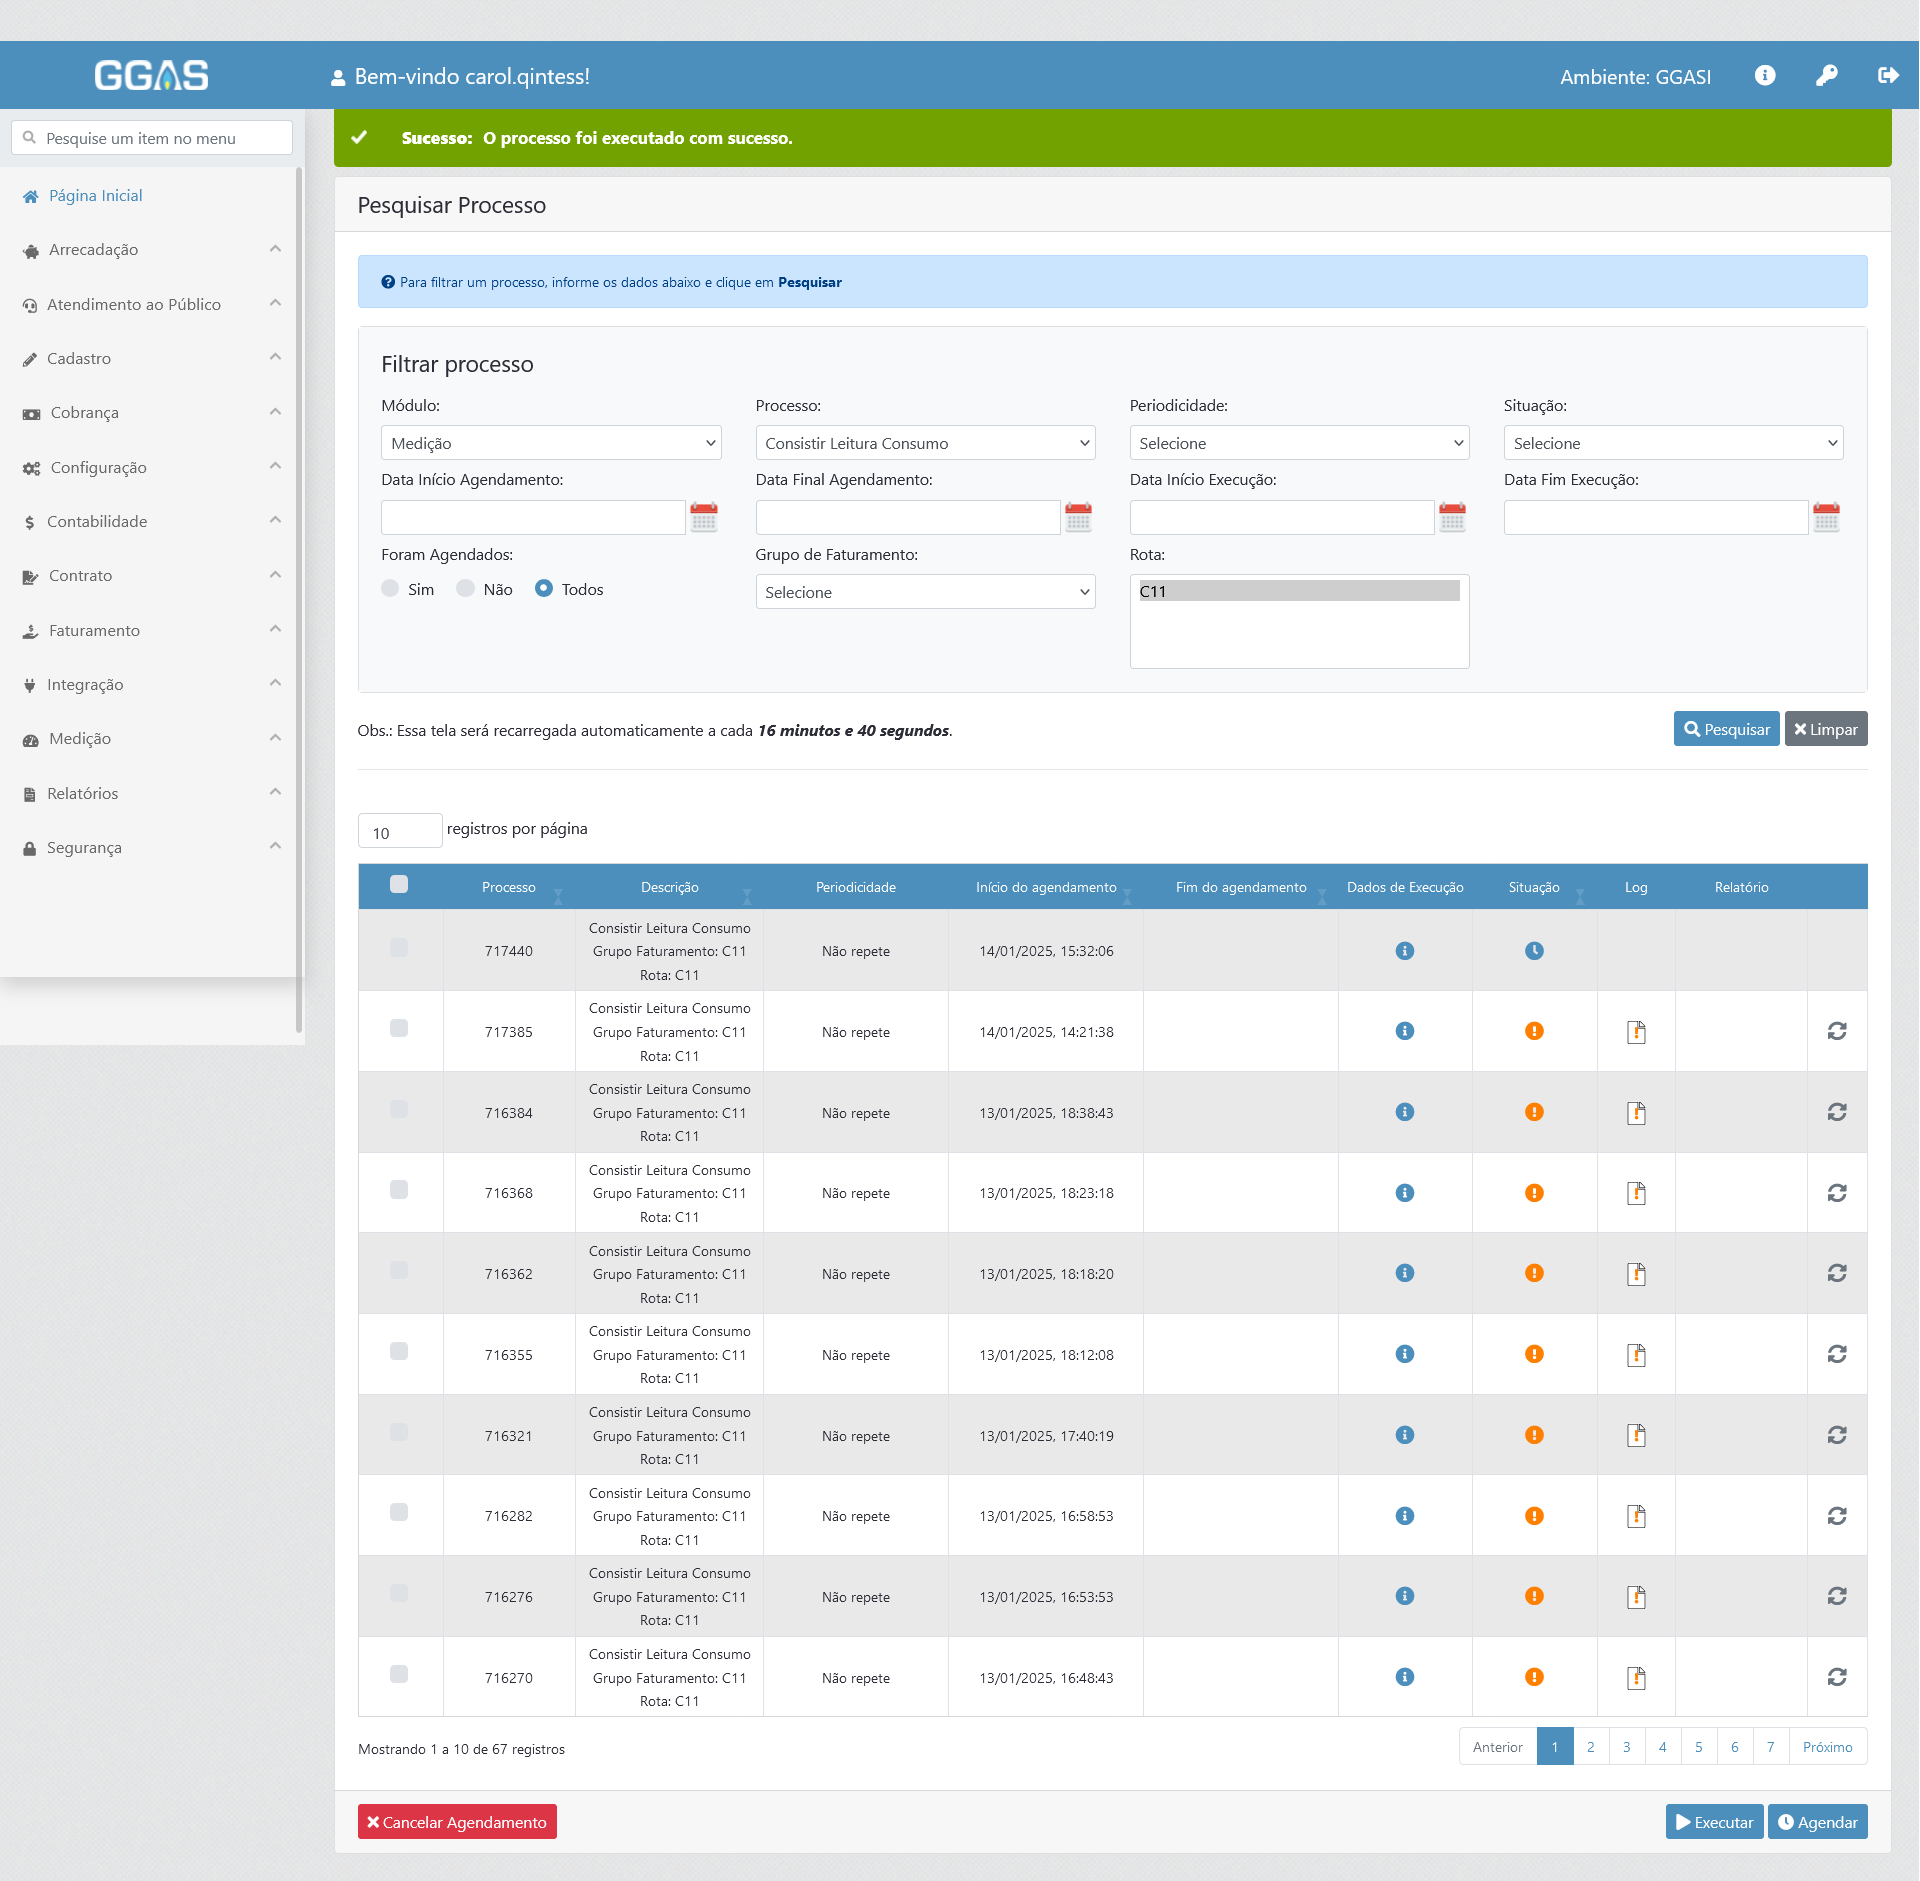 GGAS
Bem-vindo carol.qintess!
Ambiente: GGASI
Pesquise um item no menu
Página Inicial
Arrecadação
Atendimento ao Público
Cadastro
Cobrança
Configuração
Contabilidade
Contrato
Faturamento
Integração
Medição
Relatórios
Segurança
Sucesso: O processo foi executado com sucesso.
Pesquisar Processo
Para filtrar um processo, informe os dados abaixo e clique em Pesquisar
Filtrar processo
Módulo: Processo: Periodicidade: Situação:
Medição Consistir Leitura Consumo Selecione Selecione
Data Início Agendamento: Data Final Agendamento: Data Início Execução: Data Fim Execução:
Foram Agendados: Grupo de Faturamento: Rota:
Sim Não Todos Selecione C11
Obs.: Essa tela será recarregada automaticamente a cada 16 minutos e 40 segundos.
Pesquisar Limpar
10 registros por página
Processo Descrição Periodicidade Início do agendamento Fim do agendamento Dados de Execução Situação Log Relatório
Consistir Leitura Consumo
717440 Grupo Faturamento: C11 Não repete 14/01/2025, 15:32:06
Rota: C11
Consistir Leitura Consumo
717385 Grupo Faturamento: C11 Não repete 14/01/2025, 14:21:38
Rota: C11
Consistir Leitura Consumo
716384 Grupo Faturamento: C11 Não repete 13/01/2025, 18:38:43
Rota: C11
Consistir Leitura Consumo
716368 Grupo Faturamento: C11 Não repete 13/01/2025, 18:23:18
Rota: C11
Consistir Leitura Consumo
716362 Grupo Faturamento: C11 Não repete 13/01/2025, 18:18:20
Rota: C11
Consistir Leitura Consumo
716355 Grupo Faturamento: C11 Não repete 13/01/2025, 18:12:08
Rota: C11
Consistir Leitura Consumo
716321 Grupo Faturamento: C11 Não repete 13/01/2025, 17:40:19
Rota: C11
Consistir Leitura Consumo
716282 Grupo Faturamento: C11 Não repete 13/01/2025, 16:58:53
Rota: C11
Consistir Leitura Consumo
716276 Grupo Faturamento: C11 Não repete 13/01/2025, 16:53:53
Rota: C11
Consistir Leitura Consumo
716270 Grupo Faturamento: C11 Não repete 13/01/2025, 16:48:43
Rota: C11
Mostrando 1 a 10 de 67 registros
Anterior 1 2 3 4 5 6 7 Próximo
Cancelar Agendamento
Executar Agendar